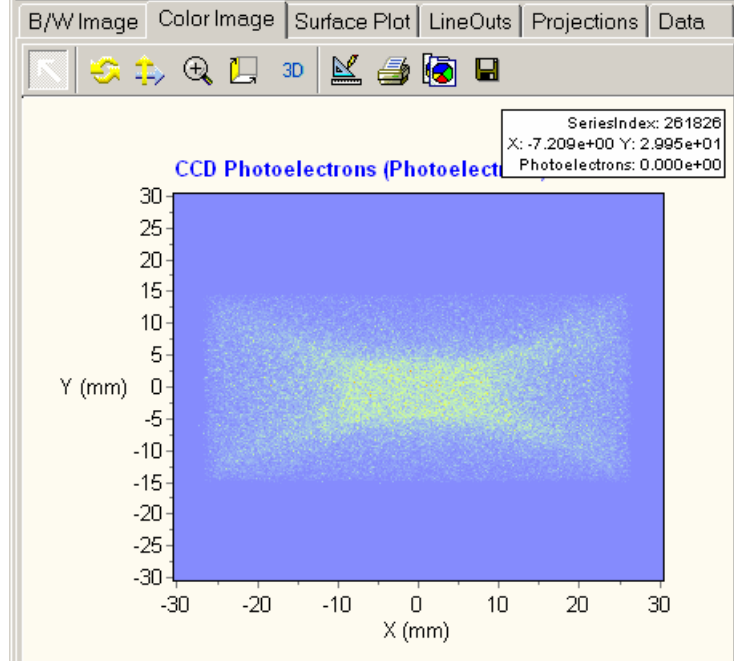 B/W Image Color Image Surface Plot LineOuts Projections Data
3D
SeriesIndex: 261826
X: -7.209e+00 Y: 2.995e+01
Photoelectrons: 0.000e+00
CCD Photoelectrons (Photoelect
30
25
20
15
10
5
Y (mm) 0
-5
-10
-15
-20
-25
-30
-30 -20 -10 0 10 20 30
X (mm)